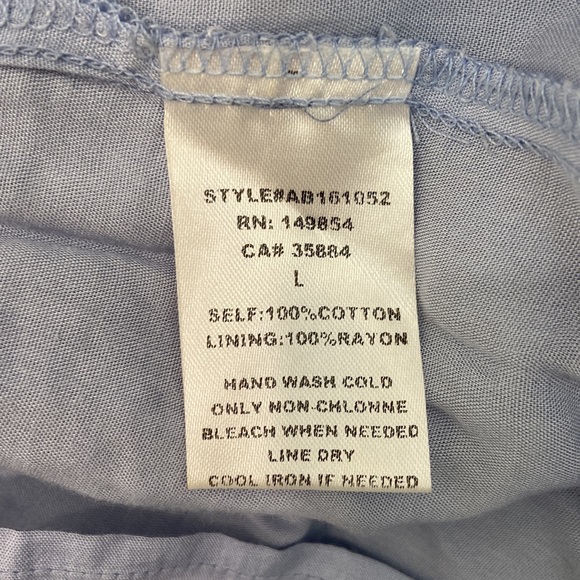 STYLE#AB161052
RN: 149854
CA# 35884
L
SELF:100%COTTON
LINING:100%RAYON
HAND WASH COLD
ONLY NON-CHLONNE
BLEACH WHEN NEEDED
LINE DRY
COOL IRON IF NEEDED